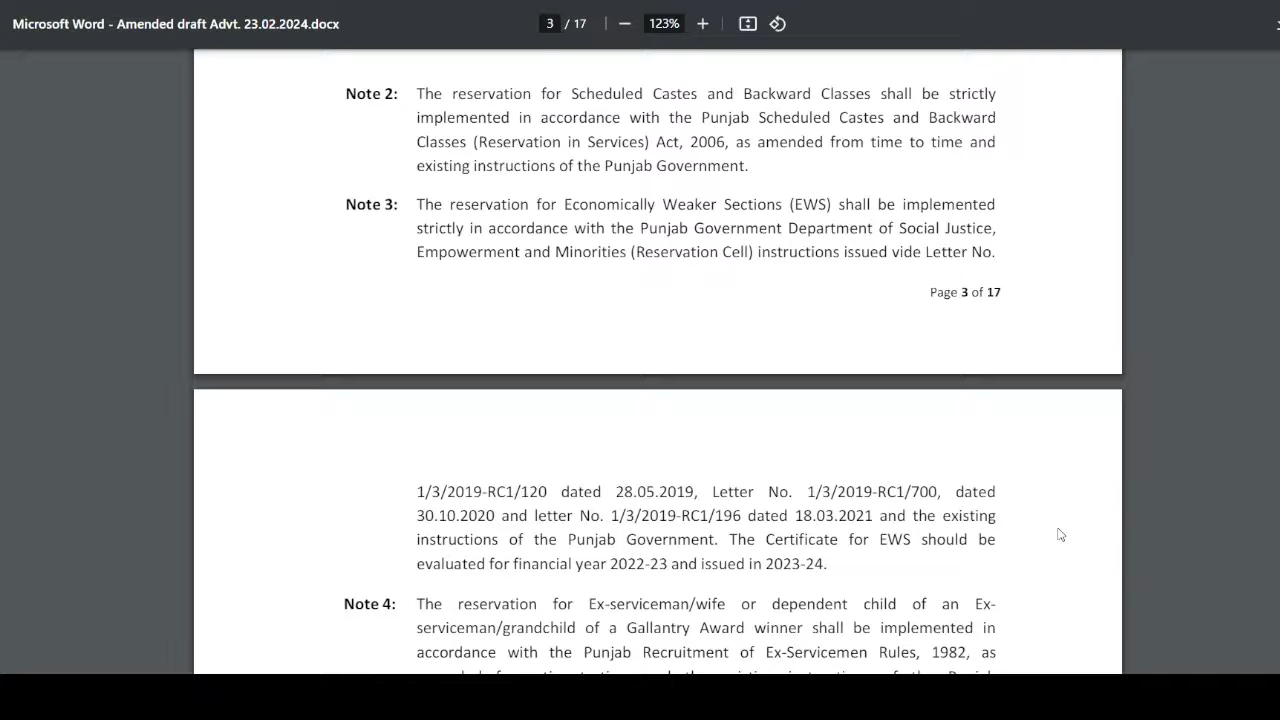 Microsoft Word - Amended draft Advt. 23.02.2024.docx
3 / 17
123%
Note 2: The reservation for Scheduled Castes and Backward Classes shall be strictly
implemented in accordance with the Punjab Scheduled Castes and Backward
Classes (Reservation in Services) Act, 2006, as amended from time to time and
existing instructions of the Punjab Government.
Note 3: The reservation for Economically Weaker Sections (EWS) shall be implemented
strictly in accordance with the Punjab Government Department of Social Justice,
Empowerment and Minorities (Reservation Cell) instructions issued vide Letter No.
Page 3 of 17
1/3/2019-RC1/120 dated 28.05.2019, Letter No. 1/3/2019-RC1/700, dated
30.10.2020 and letter No. 1/3/2019-RC1/196 dated 18.03.2021 and the existing
instructions of the Punjab Government. The Certificate for EWS should be
evaluated for financial year 2022-23 and issued in 2023-24.
Note 4: The reservation for Ex-serviceman/wife or dependent child of an Ex-
serviceman/grandchild of a Gallantry Award winner shall be implemented in
accordance with the Punjab Recruitment of Ex-Servicemen Rules, 1982, as